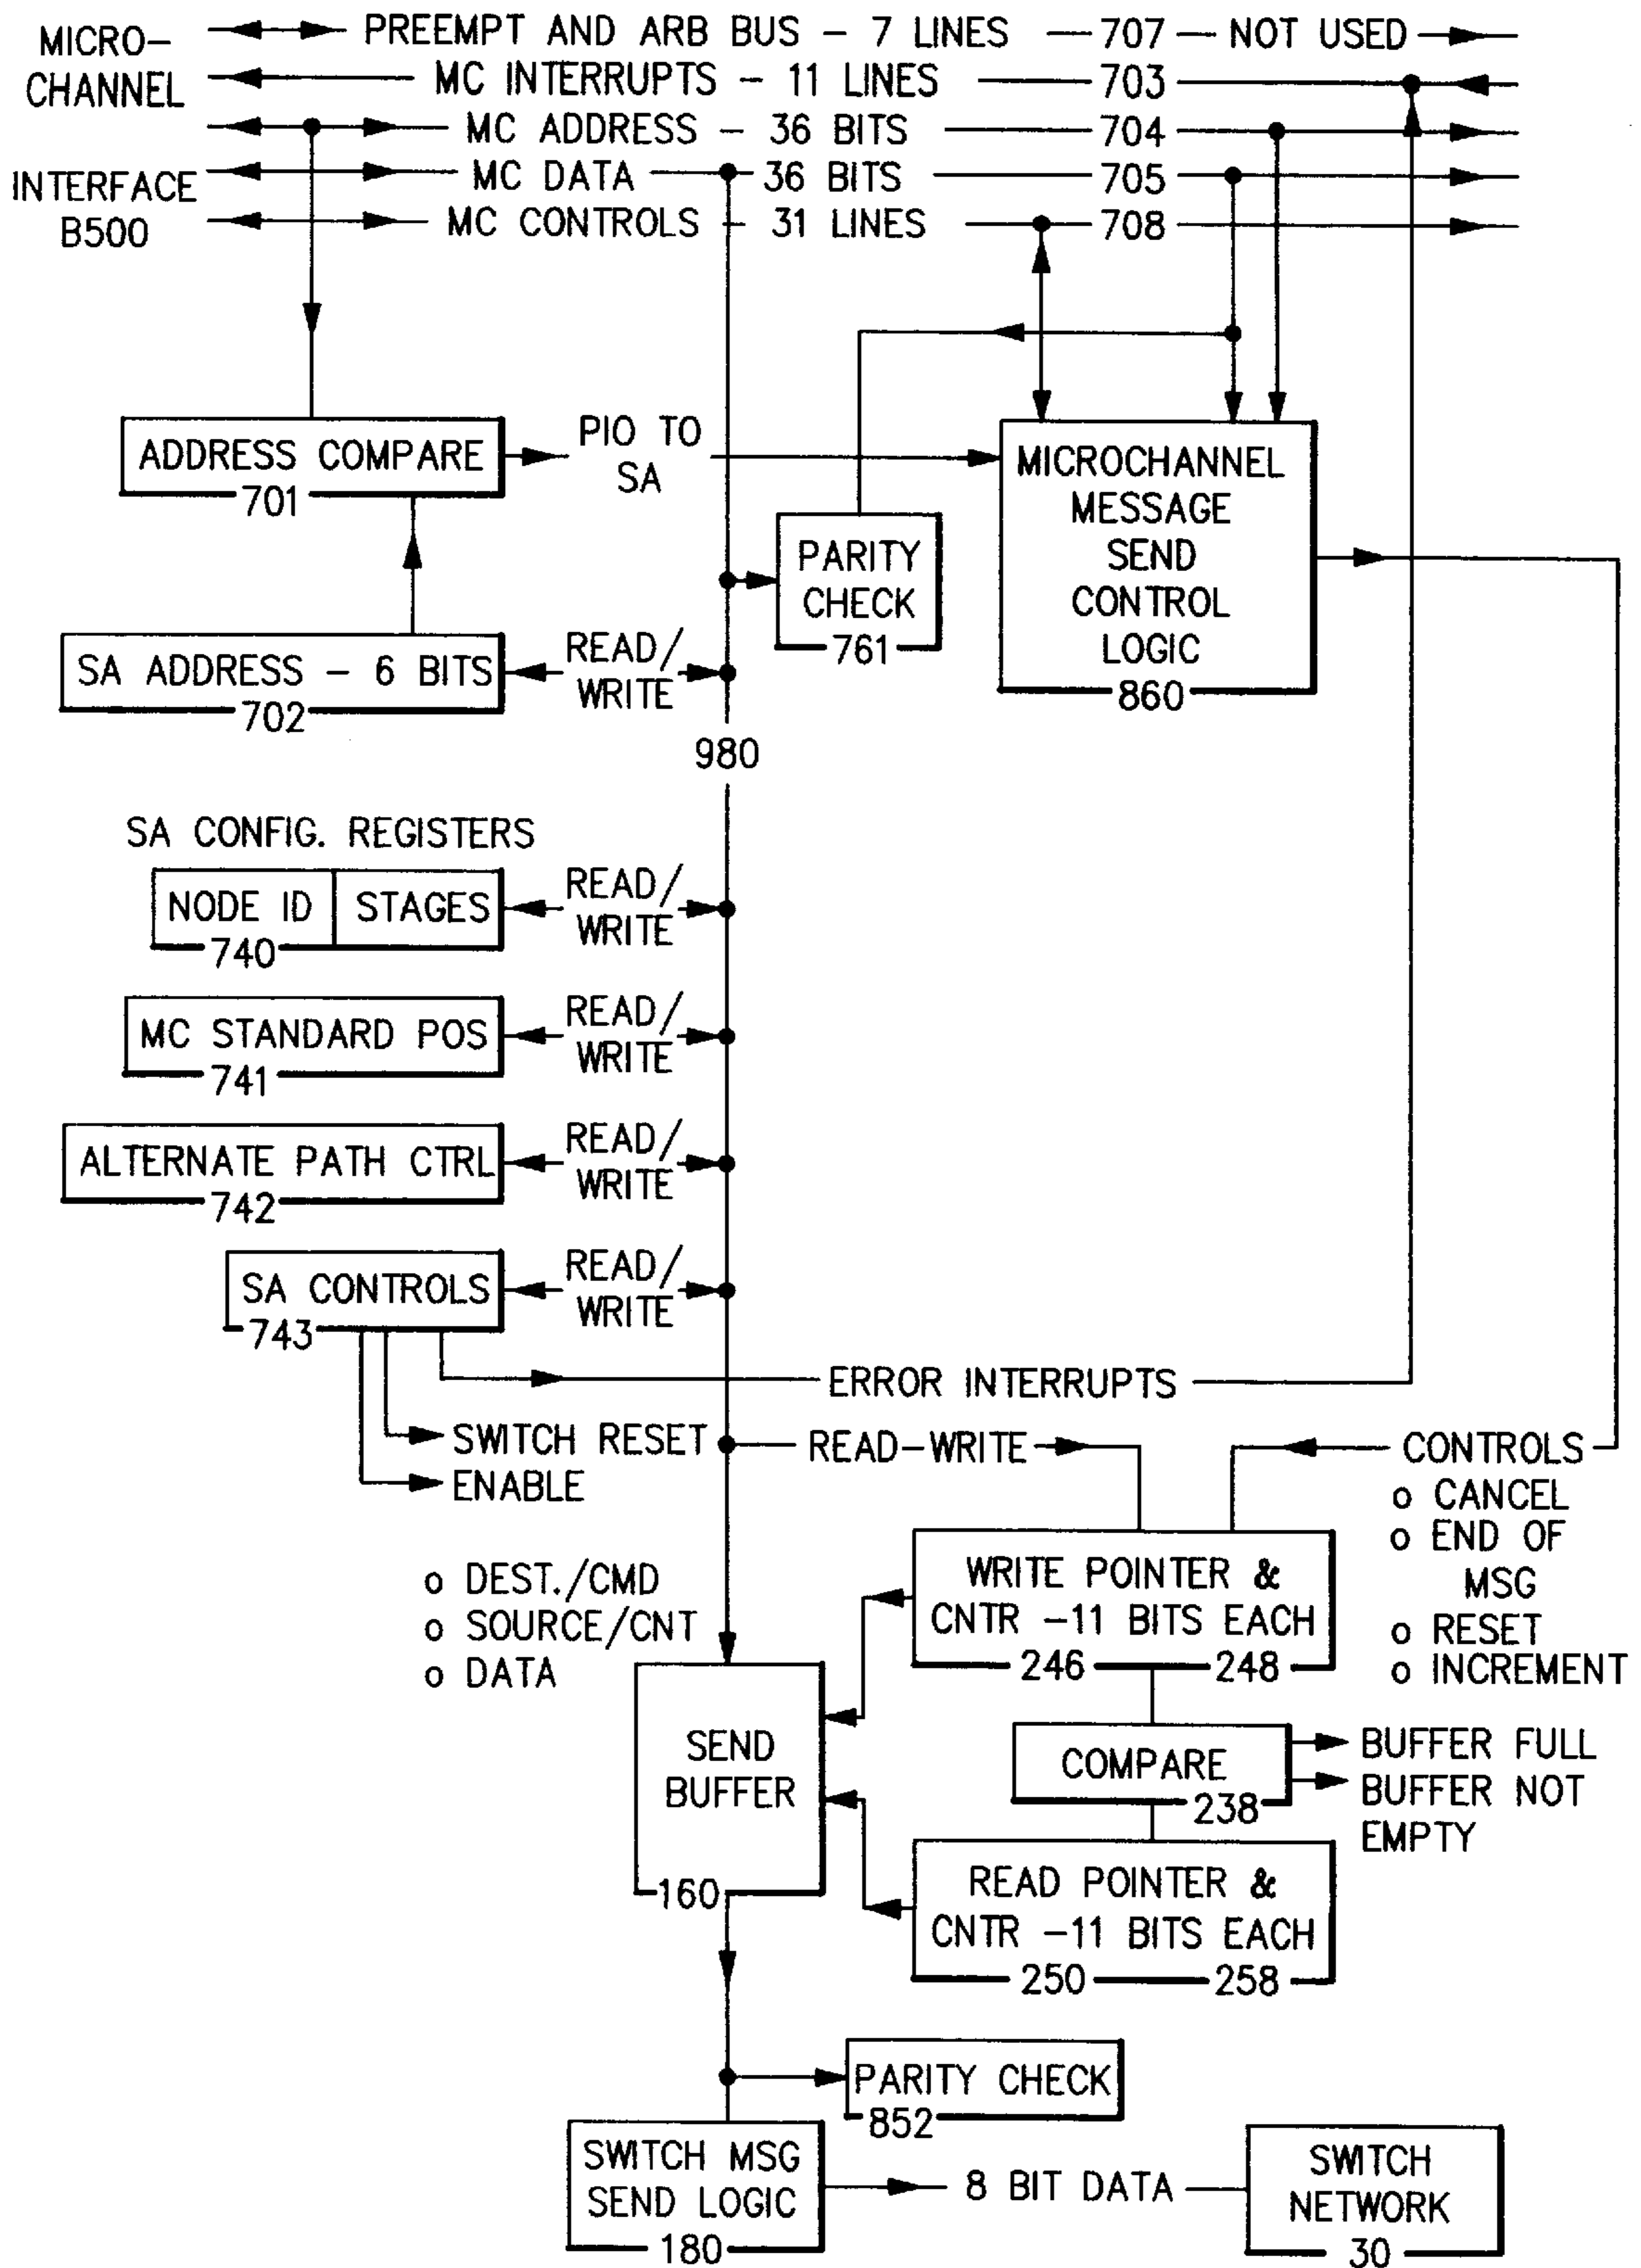 MICRO-
CHANNEL
INTERFACE
B500
PREEMPT AND ARB BUS - 7 LINES 707 NOT USED
MC INTERRUPTS - 11 LINES 703
MC ADDRESS - 36 BITS 704
MC DATA 36 BITS 705
MC CONTROLS - 31 LINES 708
ADDRESS COMPARE
701
PIO TO
SA
MICROCHANNEL
MESSAGE
SEND
CONTROL
LOGIC
860
PARITY
CHECK
761
SA ADDRESS - 6 BITS
702
READ/
WRITE
980
SA CONFIG. REGISTERS
NODE ID STAGES
740
READ/
WRITE
MC STANDARD POS
741
READ/
WRITE
ALTERNATE PATH CTRL
742
READ/
WRITE
SA CONTROLS
743
READ/
WRITE
ERROR INTERRUPTS
SWITCH RESET
ENABLE
READ-WRITE
CONTROLS
o CANCEL
o END OF
MSG
o RESET
o INCREMENT
o DEST./CMD
o SOURCE/CNT
o DATA
WRITE POINTER &
CNTR -11 BITS EACH
246 248
SEND
BUFFER
160
COMPARE
238
BUFFER FULL
BUFFER NOT
EMPTY
READ POINTER &
CNTR -11 BITS EACH
250 258
PARITY CHECK
852
SWITCH MSG
SEND LOGIC
180
8 BIT DATA
SWITCH
NETWORK
30